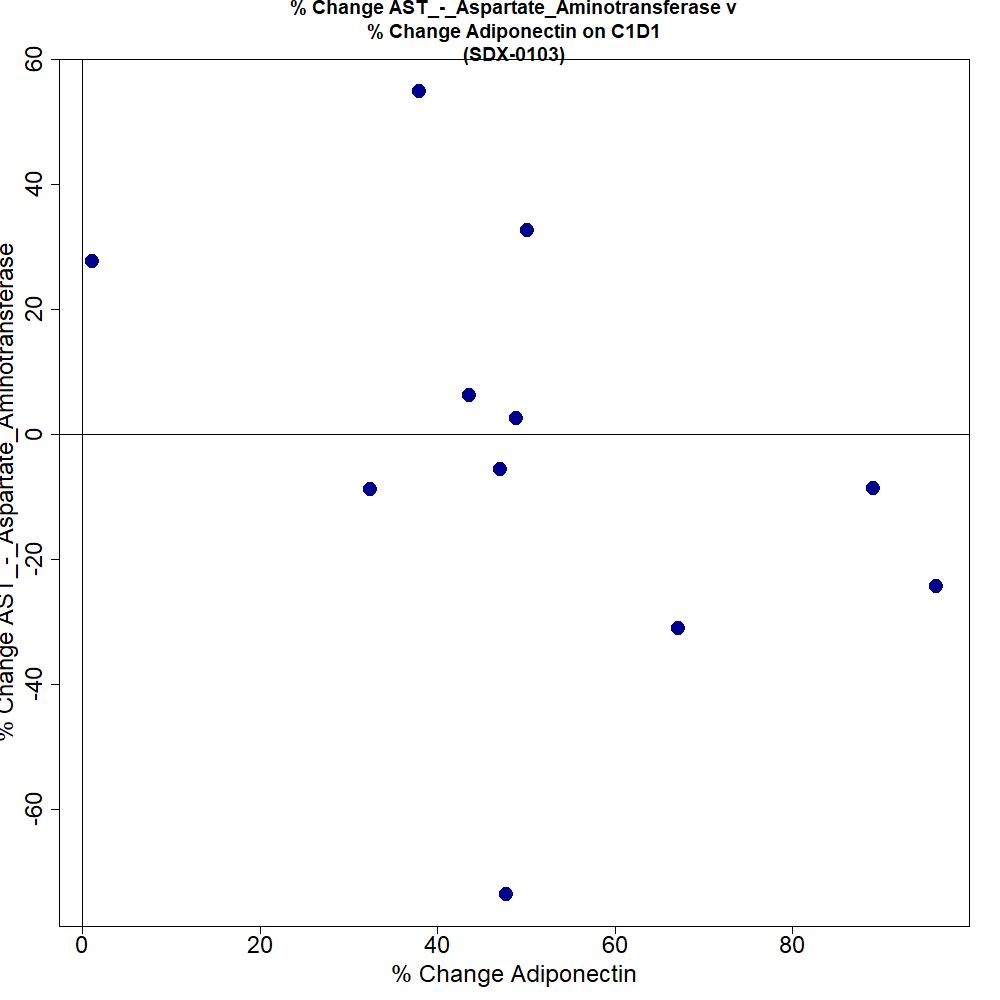 % Change AST_-_Aspartate_Aminotransferase v
% Change Adiponectin on C1D1
(SDX-0103)
% Change AST_-_Aspartate_Aminotransferase
60
40
20
0
-20
-40
-60
0 20 40 60 80
% Change Adiponectin